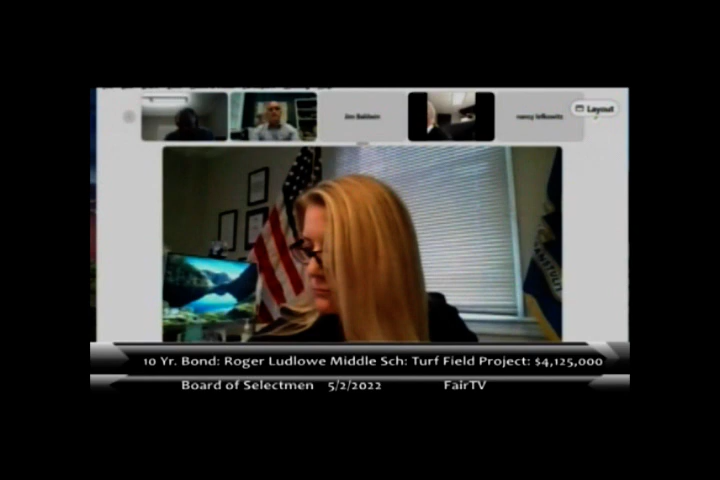 Jim Baldwin
nancy lefkowitz
Layout
TRANSTULIT
10 Yr. Bond: Roger Ludlowe Middle Sch: Turf Field Project: $4,125,000
Board of Selectmen 5/2/2022 FairTV